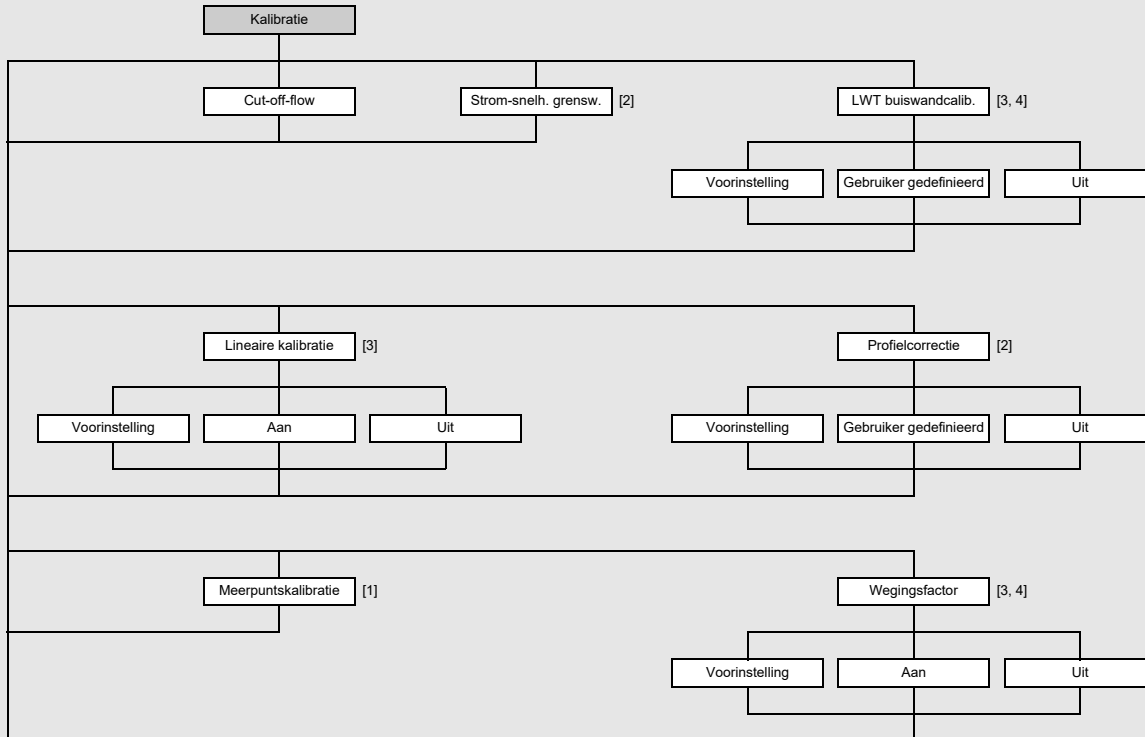 Kalibratie
Cut-off-flow
Strom-snelh. grensw. [2]
LWT buiswandcalib. [3, 4]
Voorinstelling
Gebruiker gedefinieerd
Uit
Lineaire kalibratie [3]
Profielcorrectie [2]
Voorinstelling
Aan
Uit
Voorinstelling
Gebruiker gedefinieerd
Uit
Meerpuntskalibratie [1]
Wegingsfactor [3, 4]
Voorinstelling
Aan
Uit